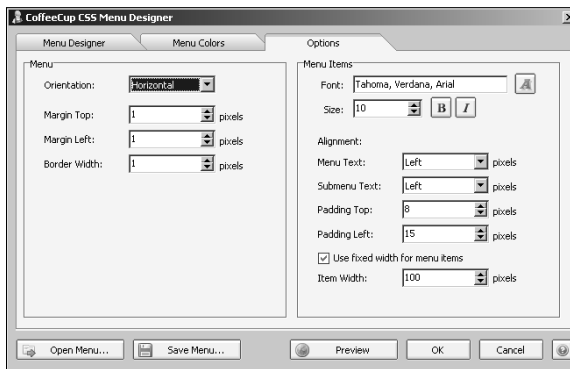 CoffeeCup CSS Menu Designer
Menu Designer
Menu Colors
Options
Menu
Orientation: Horizontal
Margin Top: 1 pixels
Margin Left: 1 pixels
Border Width: 1 pixels
Menu Items
Font: Tahoma, Verdana, Arial A
Size: 10 B I
Alignment:
Menu Text: Left pixels
Submenu Text: Left pixels
Padding Top: 8 pixels
Padding Left: 15 pixels
Use fixed width for menu items
Item Width: 100 pixels
Open Menu... Save Menu... Preview OK Cancel